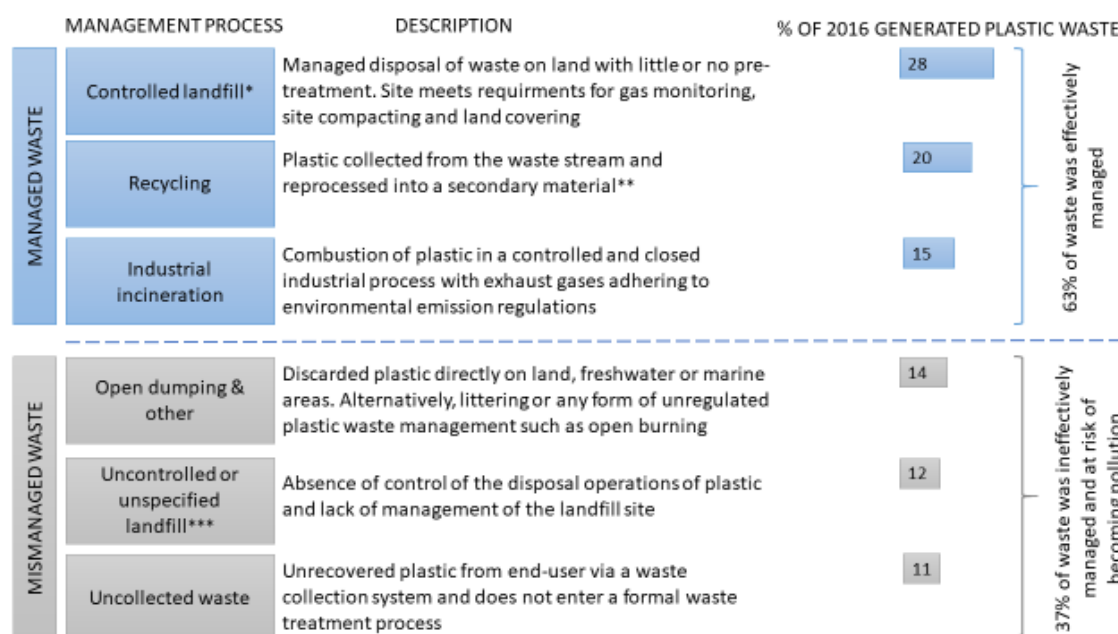 MANAGEMENT PROCESS
DESCRIPTION
% OF 2016 GENERATED PLASTIC WASTE
MANAGED WASTE
Controlled landfill*
Managed disposal of waste on land with little or no pre-
treatment. Site meets requirments for gas monitoring,
site compacting and land covering
28
Recycling
Plastic collected from the waste stream and
reprocessed into a secondary material**
20
Industrial
incineration
Combustion of plastic in a controlled and closed
industrial process with exhaust gases adhering to
environmental emission regulations
15
63% of waste was effectively
managed
MISMANAGED WASTE
Open dumping &
other
Discarded plastic directly on land, freshwater or marine
areas. Alternatively, littering or any form of unregulated
plastic waste management such as open burning
14
Uncontrolled or
unspecified
landfill***
Absence of control of the disposal operations of plastic
and lack of management of the landfill site
12
Uncollected waste
Unrecovered plastic from end-user via a waste
collection system and does not enter a formal waste
treatment process
11
37% of waste was ineffectively
managed and at risk of
becoming pollution